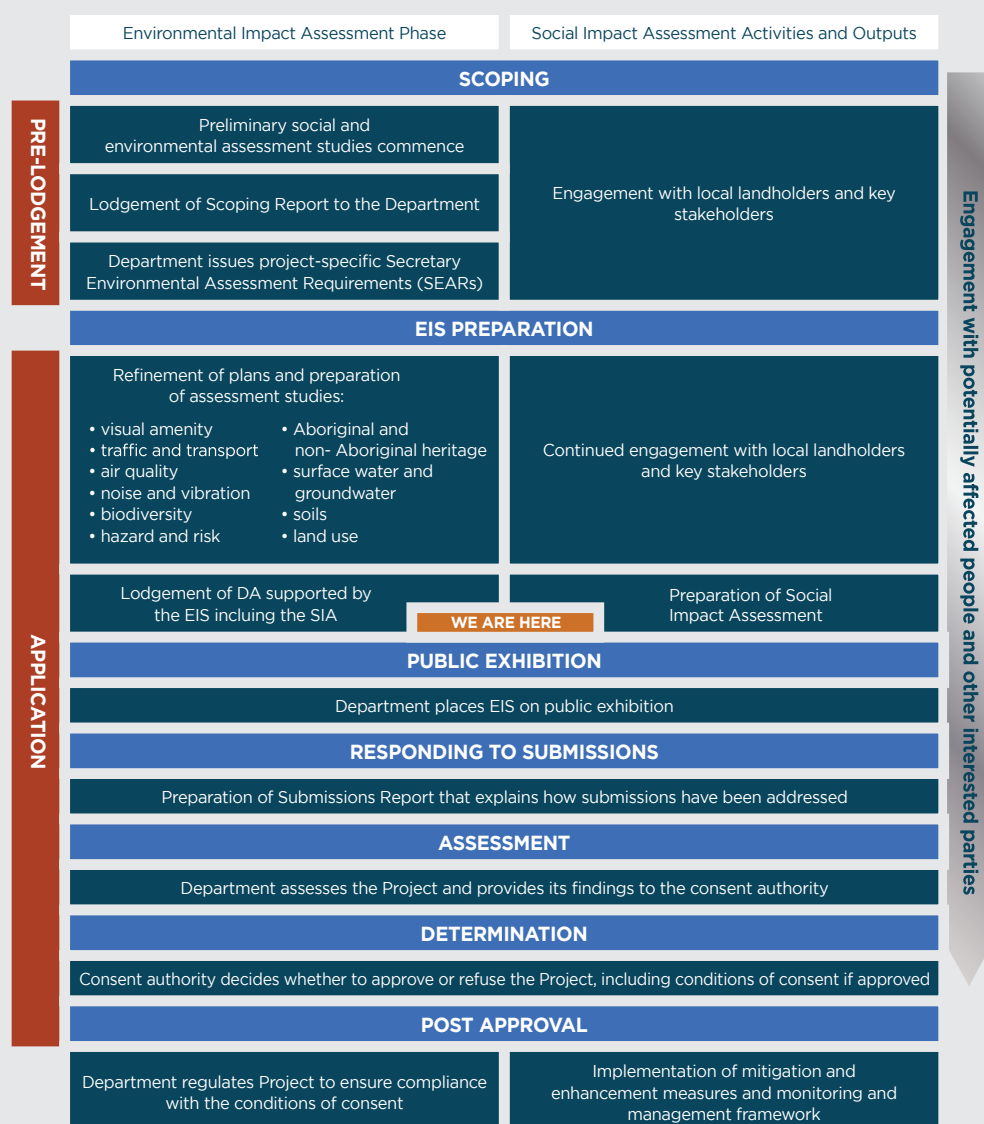 Environmental Impact Assessment Phase
Social Impact Assessment Activities and Outputs
SCOPING
PRE-LODGEMENT
Preliminary social and
environmental assessment studies commence
Lodgement of Scoping Report to the Department
Department issues project-specific Secretary
Environmental Assessment Requirements (SEARs)
Engagement with local landholders and key
stakeholders
EIS PREPARATION
APPLICATION
Refinement of plans and preparation
of assessment studies:
• visual amenity
• traffic and transport
• air quality
• noise and vibration
• biodiversity
• hazard and risk
• Aboriginal and
non- Aboriginal heritage
• surface water and
groundwater
• soils
• land use
Continued engagement with local landholders
and key stakeholders
Lodgement of DA supported by
the EIS incluing the SIA
Preparation of Social
Impact Assessment
WE ARE HERE
PUBLIC EXHIBITION
Department places EIS on public exhibition
RESPONDING TO SUBMISSIONS
Preparation of Submissions Report that explains how submissions have been addressed
ASSESSMENT
Department assesses the Project and provides its findings to the consent authority
DETERMINATION
Consent authority decides whether to approve or refuse the Project, including conditions of consent if approved
POST APPROVAL
Department regulates Project to ensure compliance
with the conditions of consent
Implementation of mitigation and
enhancement measures and monitoring and
management framework
Engagement with potentially affected people and other interested parties